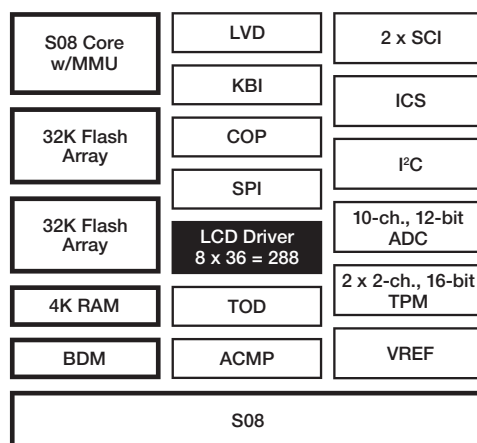 S08 Core
w/MMU
32K Flash
Array
32K Flash
Array
4K RAM
BDM
LVD
KBI
COP
SPI
LCD Driver
8 x 36 = 288
TOD
ACMP
2 x SCI
ICS
I²C
10-ch., 12-bit
ADC
2 x 2-ch., 16-bit
TPM
VREF
S08